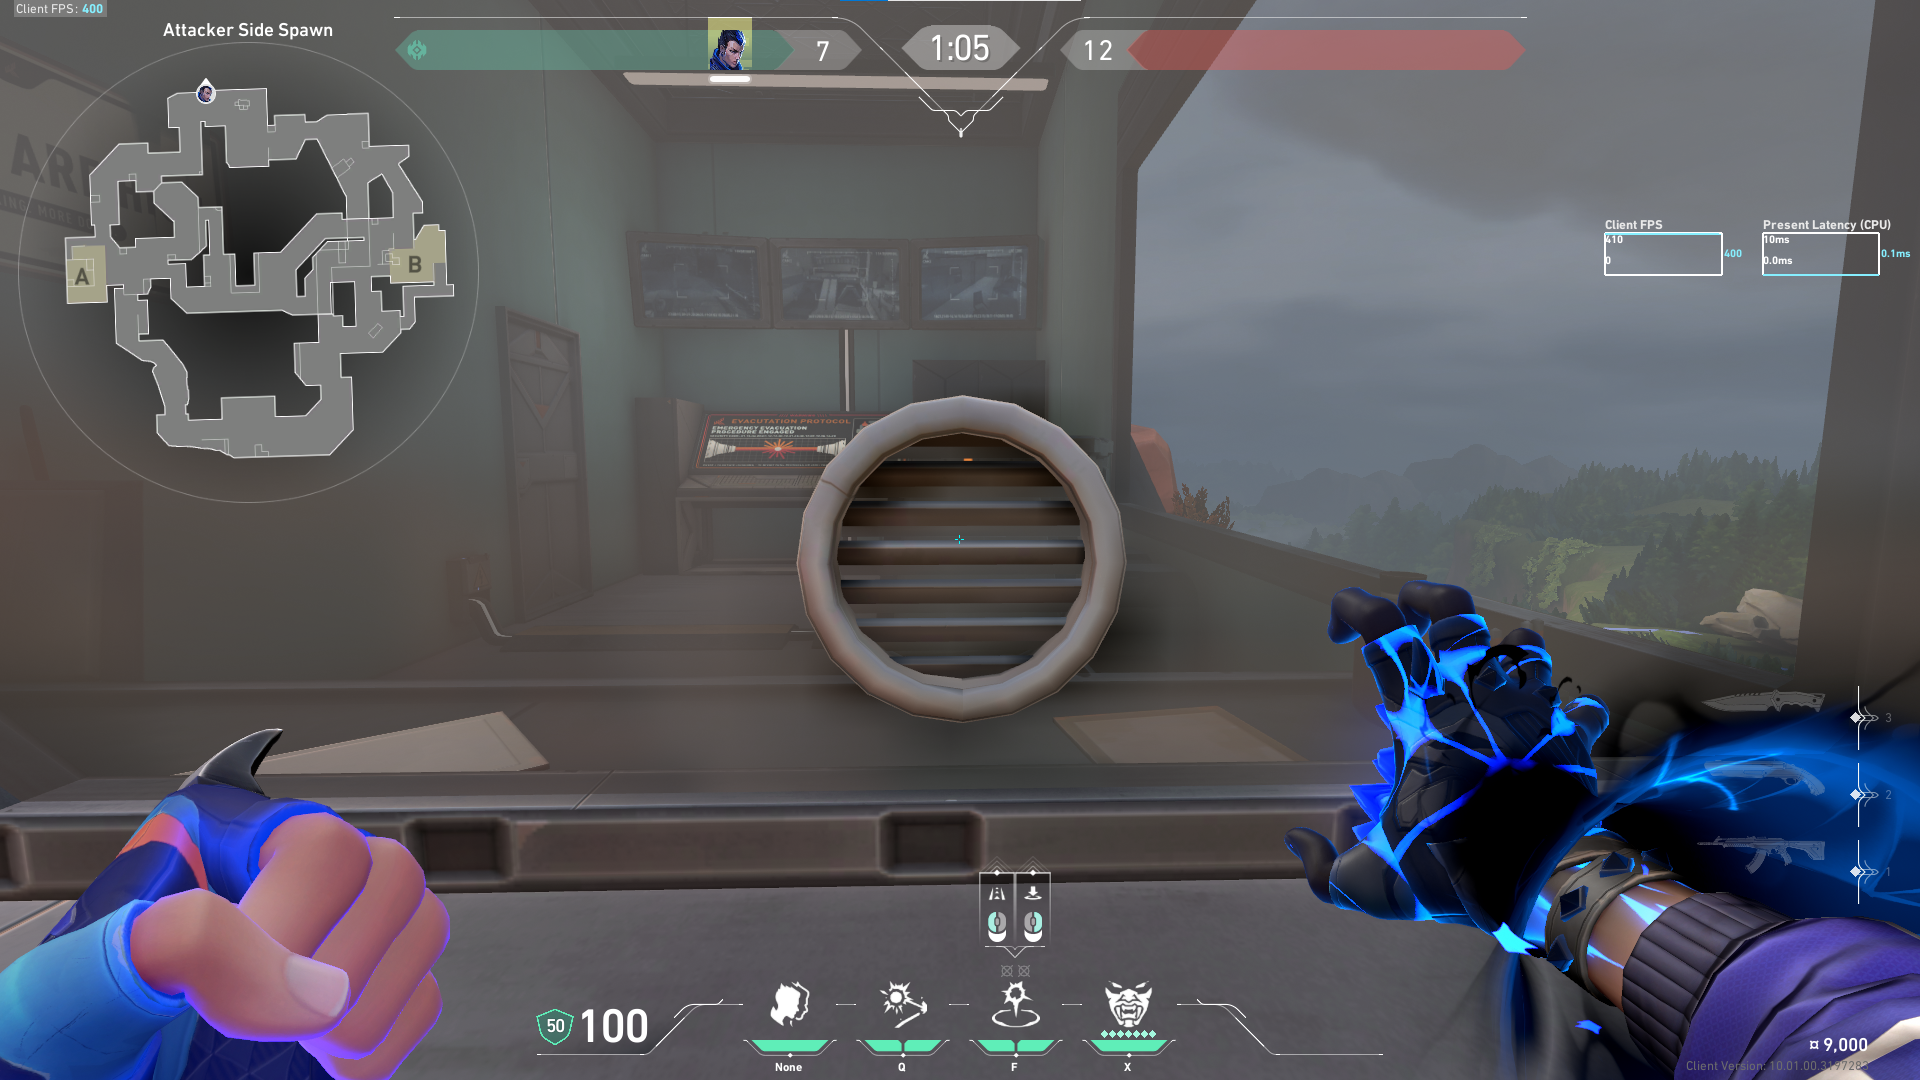 Client FPS: 400
Attacker Side Spawn
7
1:05
12
A
B
Client FPS
410
0
400
Present Latency (CPU)
10ms
0.0ms
0.1ms
EVACUTATION PROTOCOL
EMERGENCY EVACUATION
PROCEDURE ENGAGED
3
2
1
50
100
None
Q
F
X
¤ 9,000